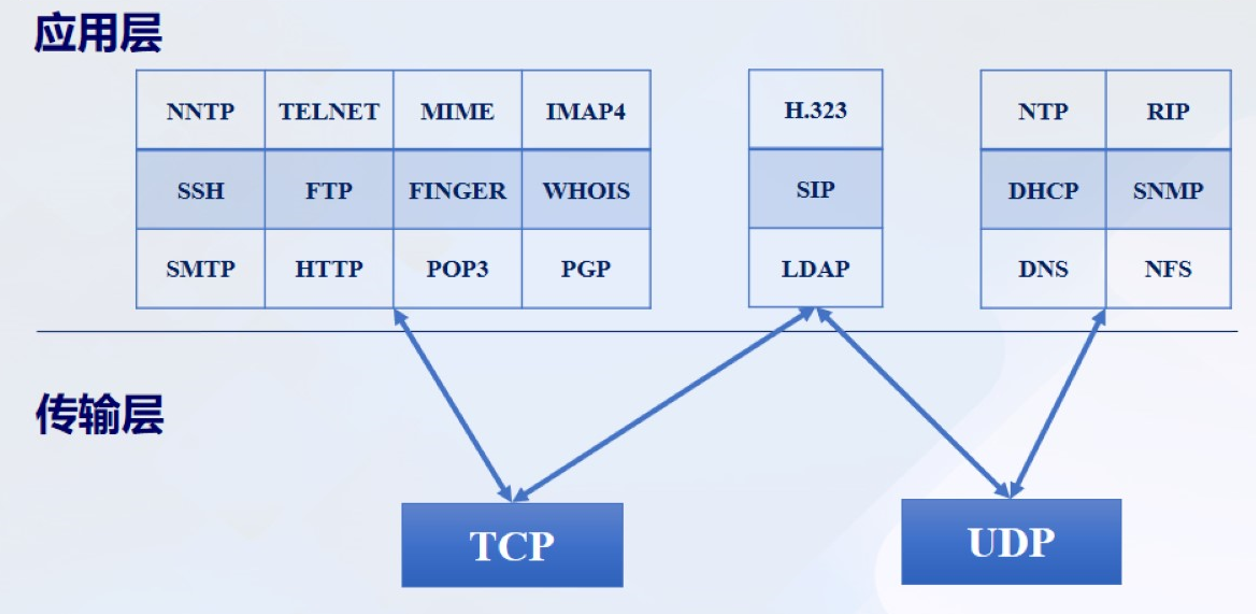 应用层
NNTP TELNET MIME IMAP4
SSH FTP FINGER WHOIS
SMTP HTTP POP3 PGP
H.323
SIP
LDAP
NTP RIP
DHCP SNMP
DNS NFS
传输层
TCP
UDP